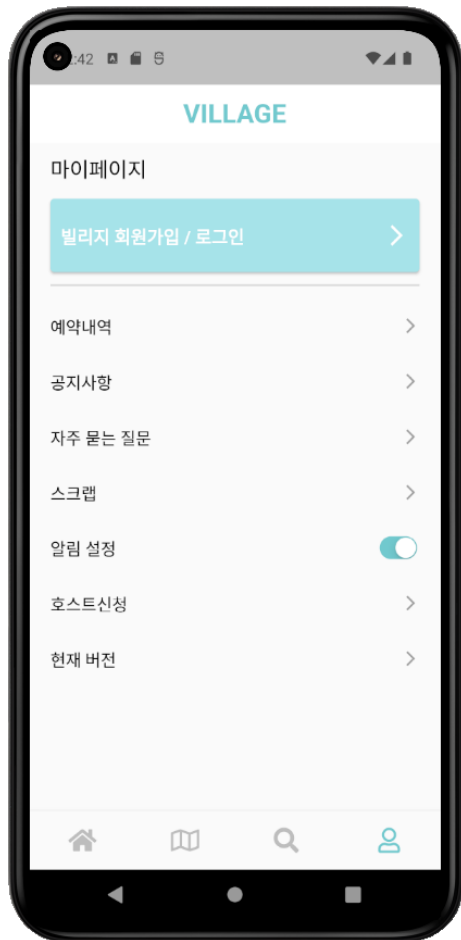 :42
VILLAGE
마이페이지
빌리지 회원가입 / 로그인
예약내역
공지사항
자주 묻는 질문
스크랩
알림 설정
호스트신청
현재 버전